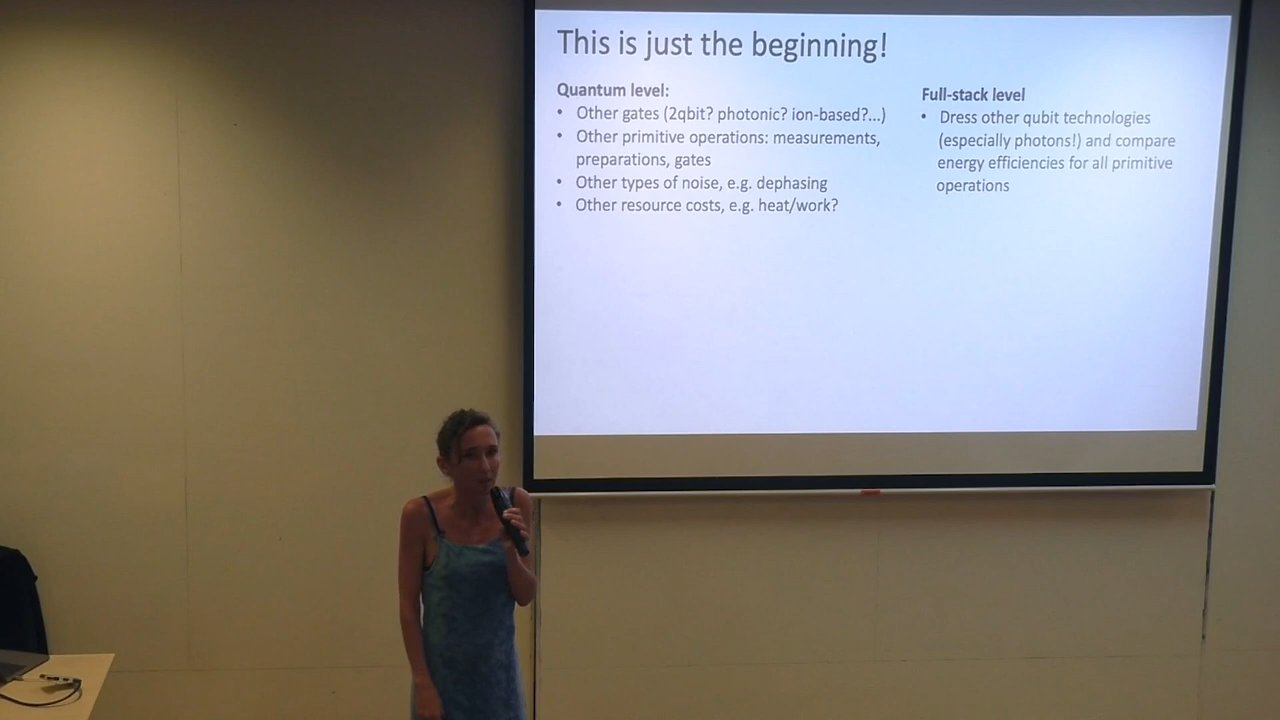 This is just the beginning!
Quantum level:
• Other gates (2qbit? photonic? ion-based?...)
• Other primitive operations: measurements,
preparations, gates
• Other types of noise, e.g. dephasing
• Other resource costs, e.g. heat/work?
Full-stack level
• Dress other qubit technologies
(especially photons!) and compare
energy efficiencies for all primitive
operations